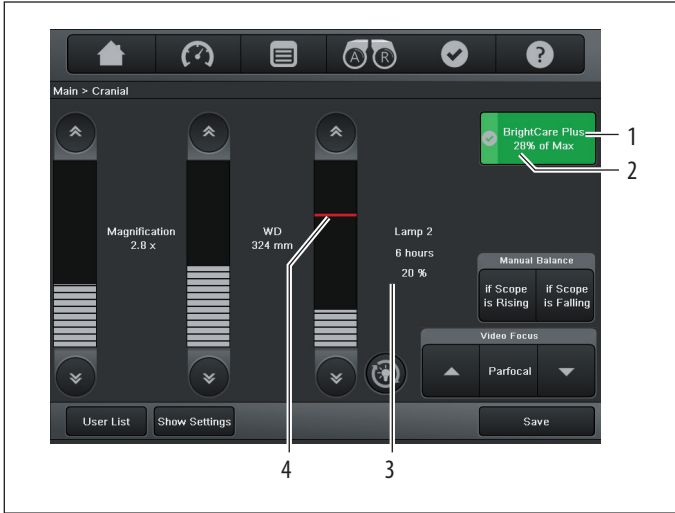 A R ?
Main > Cranial
BrightCare Plus
28% of Max
1
2
Magnification
2.8 x
WD
324 mm
Lamp 2
6 hours
20 %
Manual Balance
if Scope
is Rising
if Scope
is Falling
Video Focus
Parfocal
User List
Show Settings
Save
4
3